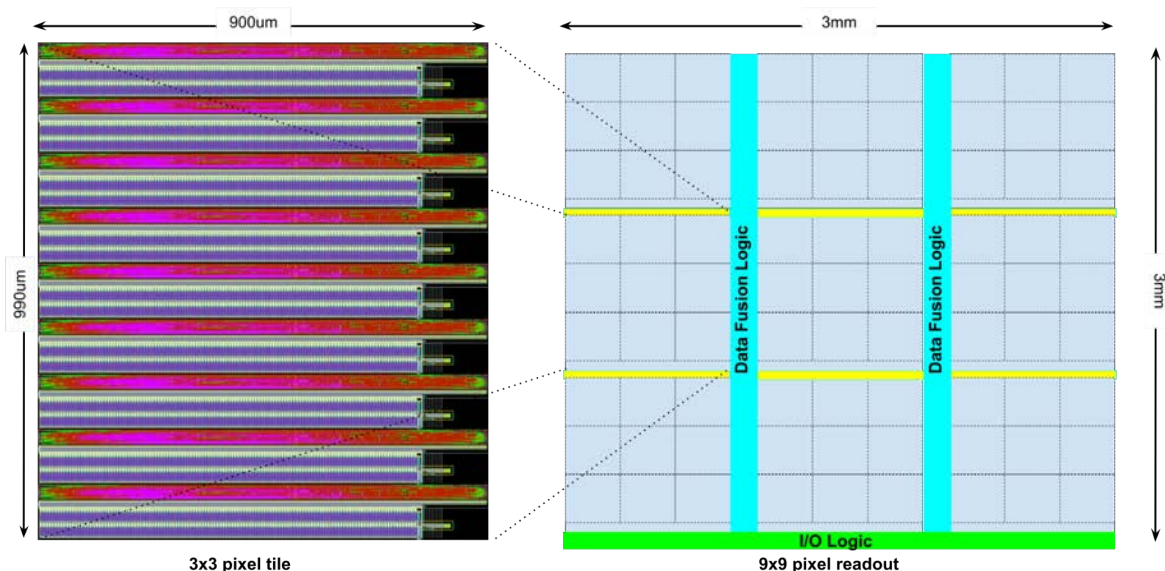 900um
3mm
990um
3mm
Data Fusion Logic
Data Fusion Logic
I/O Logic
3x3 pixel tile
9x9 pixel readout